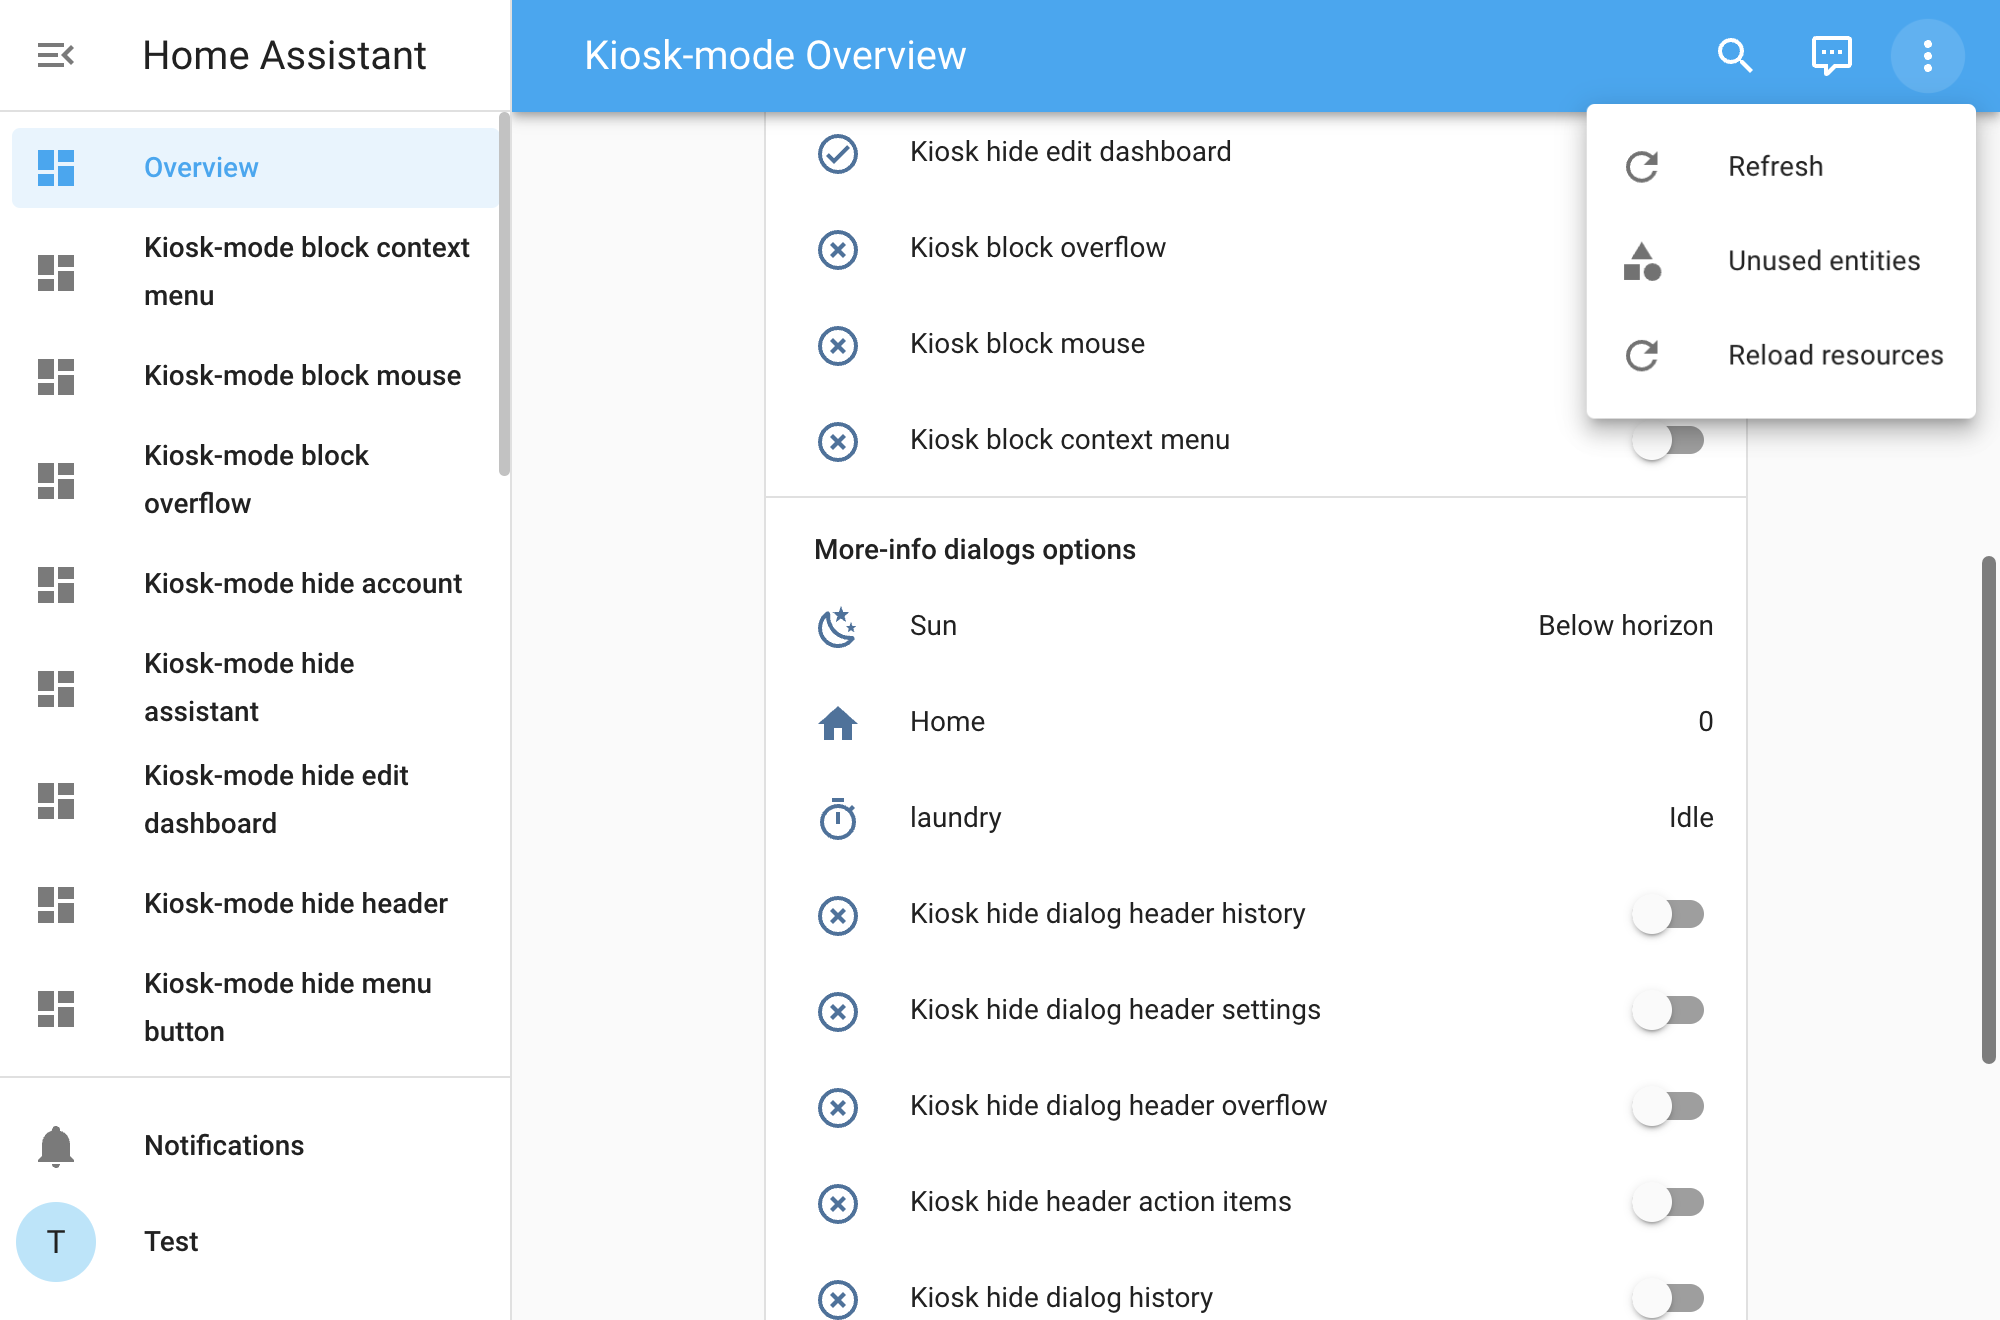 Home Assistant
Overview
Kiosk-mode block context
menu
Kiosk-mode block mouse
Kiosk-mode block
overflow
Kiosk-mode hide account
Kiosk-mode hide
assistant
Kiosk-mode hide edit
dashboard
Kiosk-mode hide header
Kiosk-mode hide menu
button
Notifications
T
Test
Kiosk-mode Overview
Refresh
Unused entities
Reload resources
Kiosk hide edit dashboard
Kiosk block overflow
Kiosk block mouse
Kiosk block context menu
More-info dialogs options
Sun Below horizon
Home 0
laundry Idle
Kiosk hide dialog header history
Kiosk hide dialog header settings
Kiosk hide dialog header overflow
Kiosk hide header action items
Kiosk hide dialog history